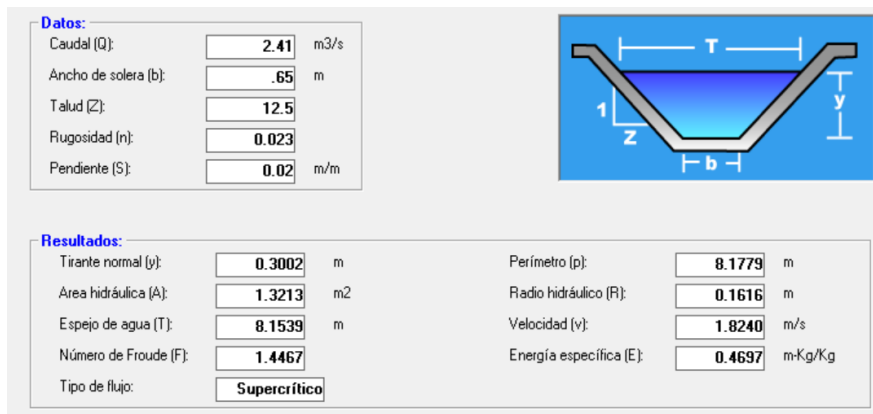 Datos:
Caudal (Q): 2.41 m3/s
Ancho de solera (b): .65 m
Talud (Z): 12.5
Rugosidad (n): 0.023
Pendiente (S): 0.02 m/m
T
1
Z
b
y
Resultados:
Tirante normal (y): 0.3002 m Perímetro (p): 8.1779 m
Area hidráulica (A): 1.3213 m2 Radio hidráulico (R): 0.1616 m
Espejo de agua (T): 8.1539 m Velocidad (v): 1.8240 m/s
Número de Froude (F): 1.4467 Energía específica (E): 0.4697 m-Kg/Kg
Tipo de flujo: Supercrítico